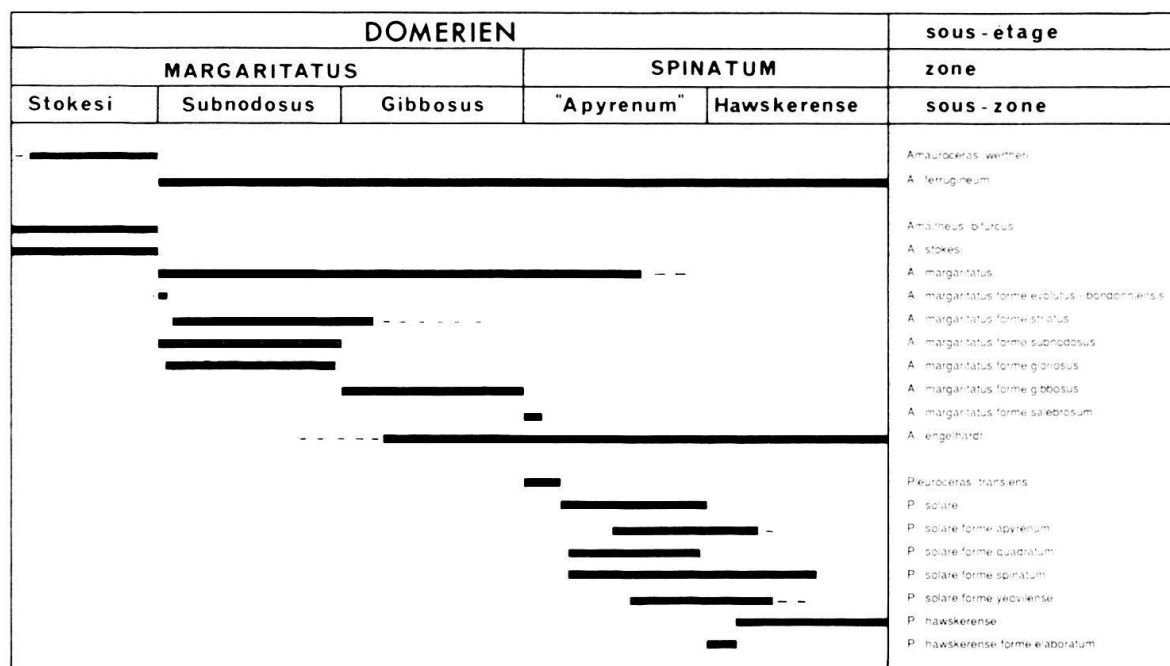 DOMERIEN sous-étage
MARGARITATUS SPINATUM zone
Stokesi Subnodosus Gibbosus "Apyrenum" Hawskerense sous-zone
Amauroceras wertheri
A ferrugineum
Amaltheus bifurcus
A stokesi
A margaritatus
A margaritatus forme evolutus-
A margaritatus forme striatus
A margaritatus forme subnodosus
A margaritatus forme gloriosus
A margaritatus forme gibbosus
A margaritatus forme salebrosum
A engelhardti
Pleuroceras transiens
P solare
P solare forme apyrenum
P solare forme quadratum
P solare forme spinatum
P solare forme yeovilense
P hawskerense
P hawskerense forme elaboratum